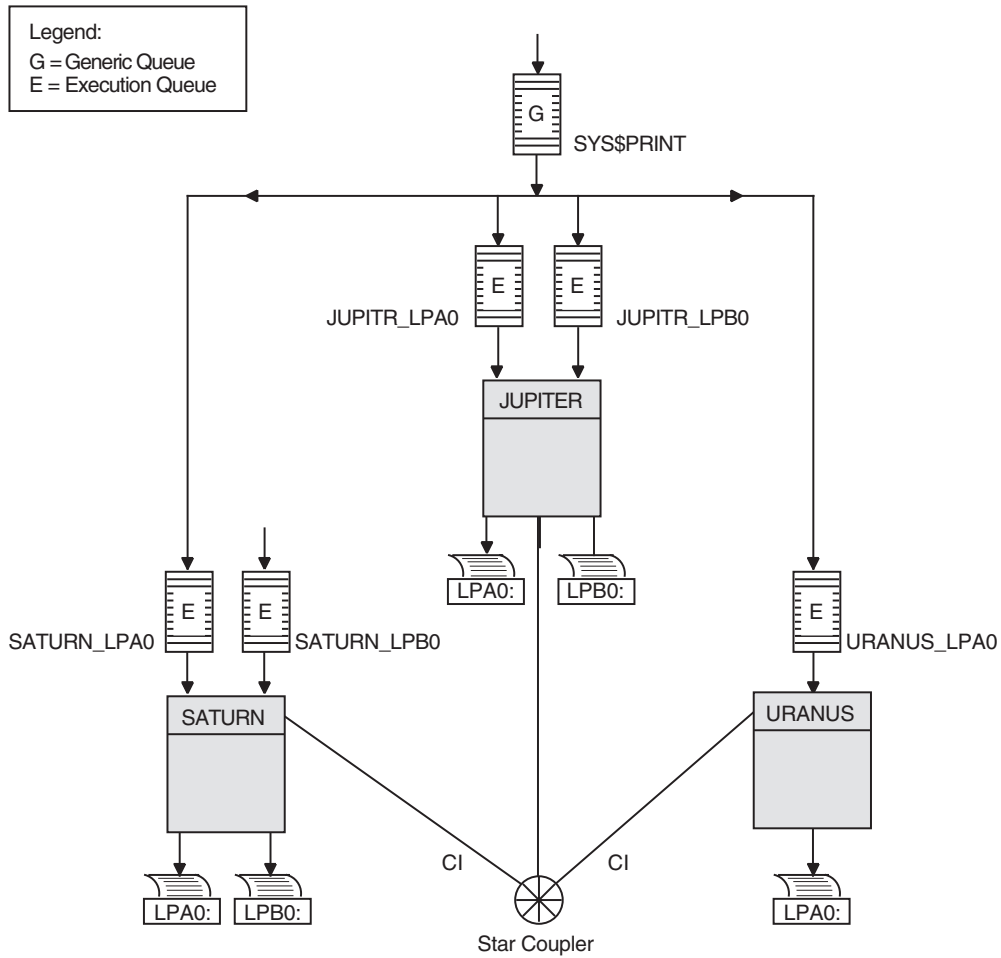 Legend:
G = Generic Queue
E = Execution Queue
G
SYS$PRINT
E
E
JUPITR_LPA0
JUPITR_LPB0
JUPITER
LPA0:
LPB0:
E
E
E
SATURN_LPA0
SATURN_LPB0
URANUS_LPA0
SATURN
URANUS
CI
CI
LPA0:
LPB0:
LPA0:
Star Coupler